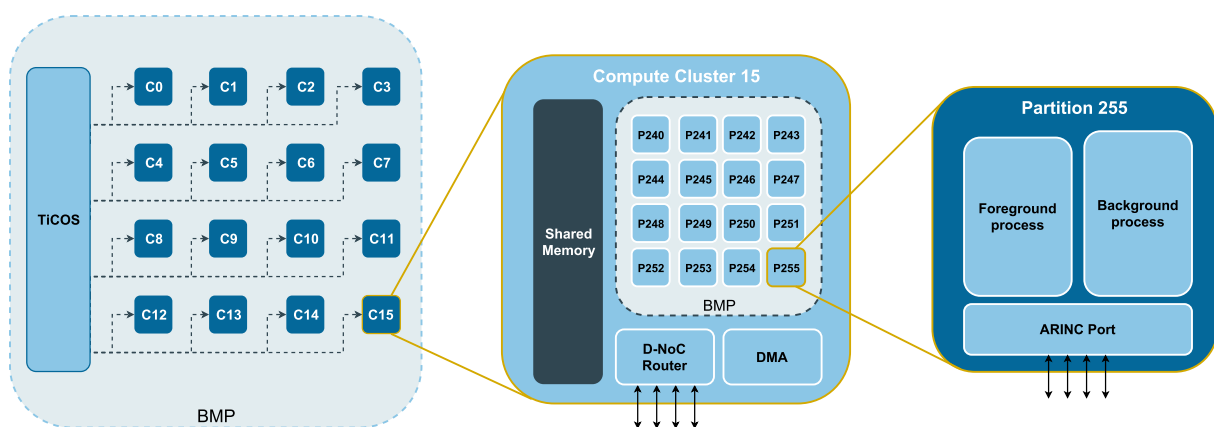 TiCOS
C0
C1
C2
C3
C4
C5
C6
C7
C8
C9
C10
C11
C12
C13
C14
C15
BMP
Compute Cluster 15
Shared
Memory
P240
P241
P242
P243
P244
P245
P246
P247
P248
P249
P250
P251
P252
P253
P254
P255
BMP
D-NoC
Router
DMA
Partition 255
Foreground
process
Background
process
ARINC Port